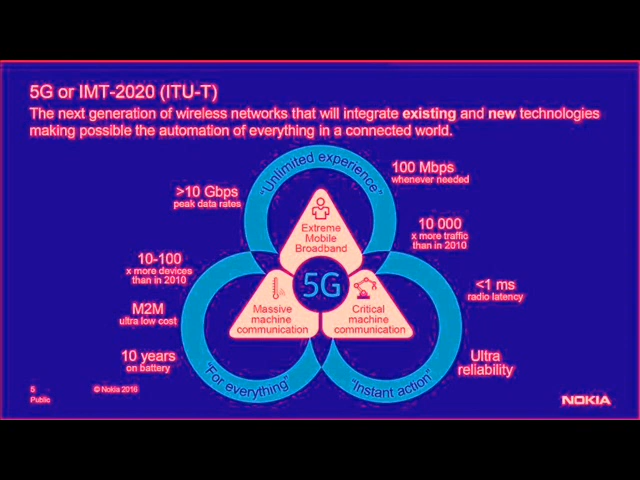 5G or IMT-2020 (ITU-T)
The next generation of wireless networks that will integrate existing and new technologies
making possible the automation of everything in a connected world.
"Unlimited experience"
>10 Gbps
peak data rates
100 Mbps
whenever needed
Extreme
Mobile
Broadband
10 000
x more traffic
than in 2010
10-100
x more devices
than in 2010
5G
<1 ms
radio latency
M2M
ultra low cost
Massive
machine
communication
Critical
machine
communication
10 years
on battery
Ultra
reliability
"For everything"
"Instant action"
5
© Nokia 2016
Public
NOKIA